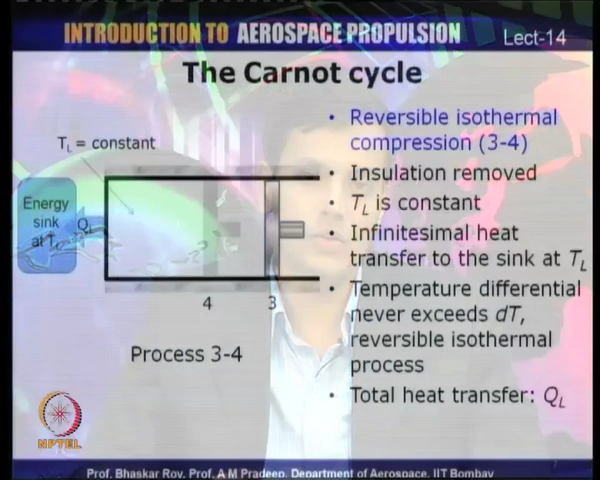 INTRODUCTION TO AEROSPACE PROPULSION
Lect-14
The Carnot cycle
T_L = constant
Energy
sink
at T_L
Q_L
4
3
Process 3-4
• Reversible isothermal
compression (3-4)
• Insulation removed
• T_L is constant
• Infinitesimal heat
transfer to the sink at T_L
• Temperature differential
never exceeds dT,
reversible isothermal
process
• Total heat transfer: Q_L
NPTEL
Prof. Bhaskar Roy, Prof. A M Pradeep, Department of Aerospace, IIT Bombay
7